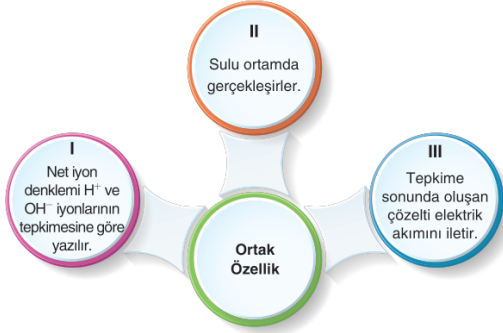 II
Sulu ortamda
gerçekleşirler.
I
Net iyon
denklemi H⁺ ve
OH⁻ iyonlarının
tepkimesine göre
yazılır.
III
Tepkime
sonunda oluşan
çözelti elektrik
akımını iletir.
Ortak
Özellik